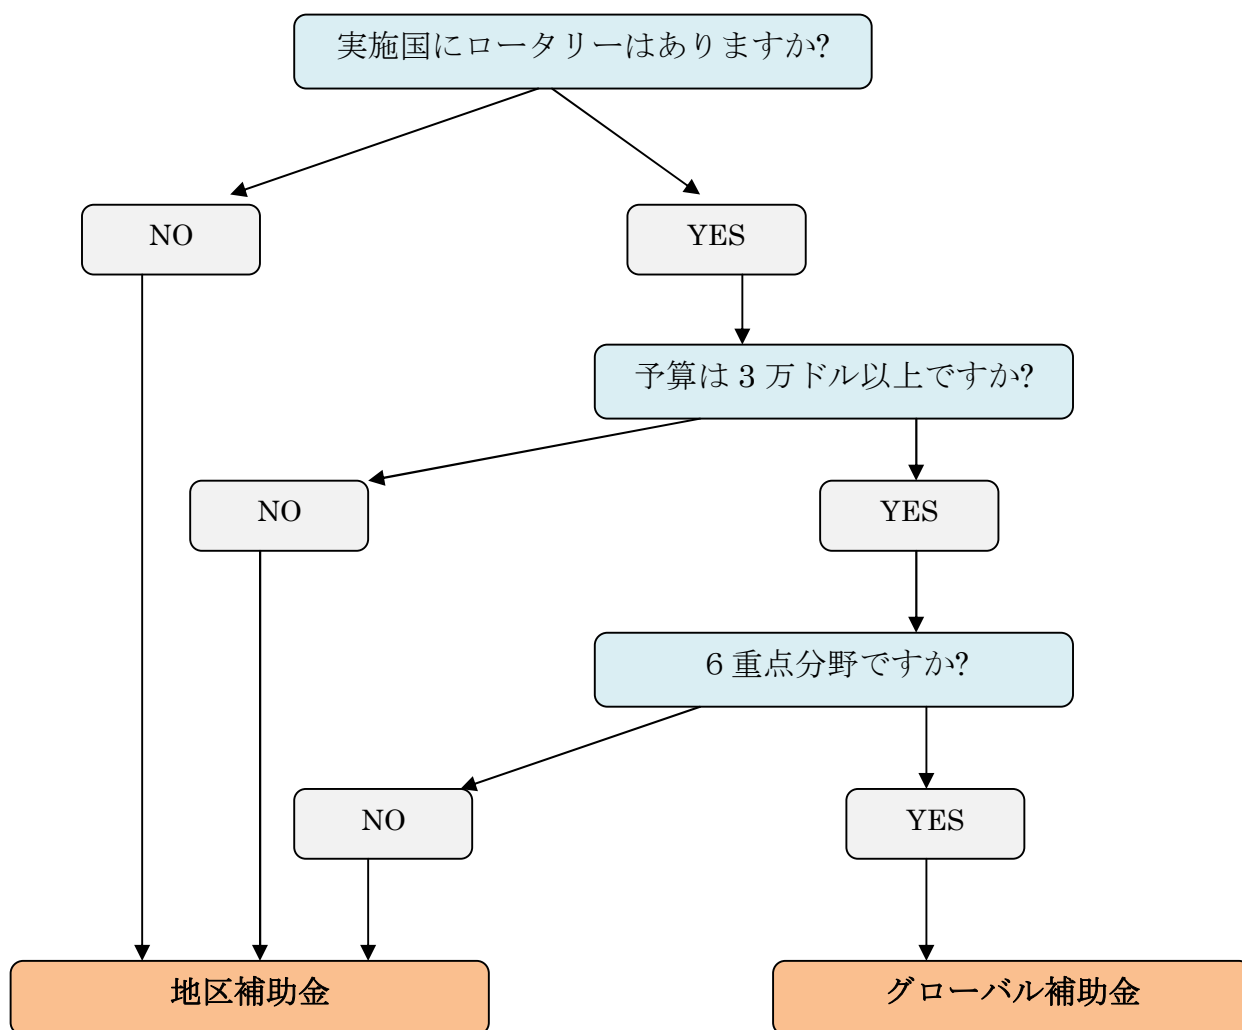 実施国にロータリーはありますか?
NO
YES
予算は 3 万ドル以上ですか?
NO
YES
6 重点分野ですか?
NO
YES
地区補助金
グローバル補助金